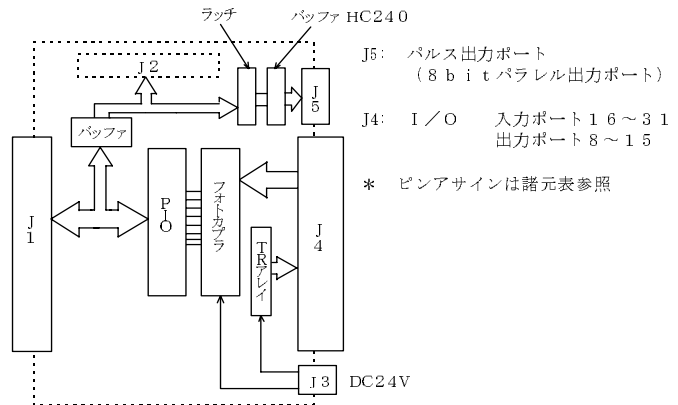 ラッチ
バッファ HC240
J2
バッファ
J5
J1
PIO
フォトカプラ
TRアレイ
J4
J3
DC24V
J5: パルス出力ポート
(8bitパラレル出力ポート)
J4: I/O 入力ポート16~31
出力ポート8~15
* ピンアサインは諸元表参照